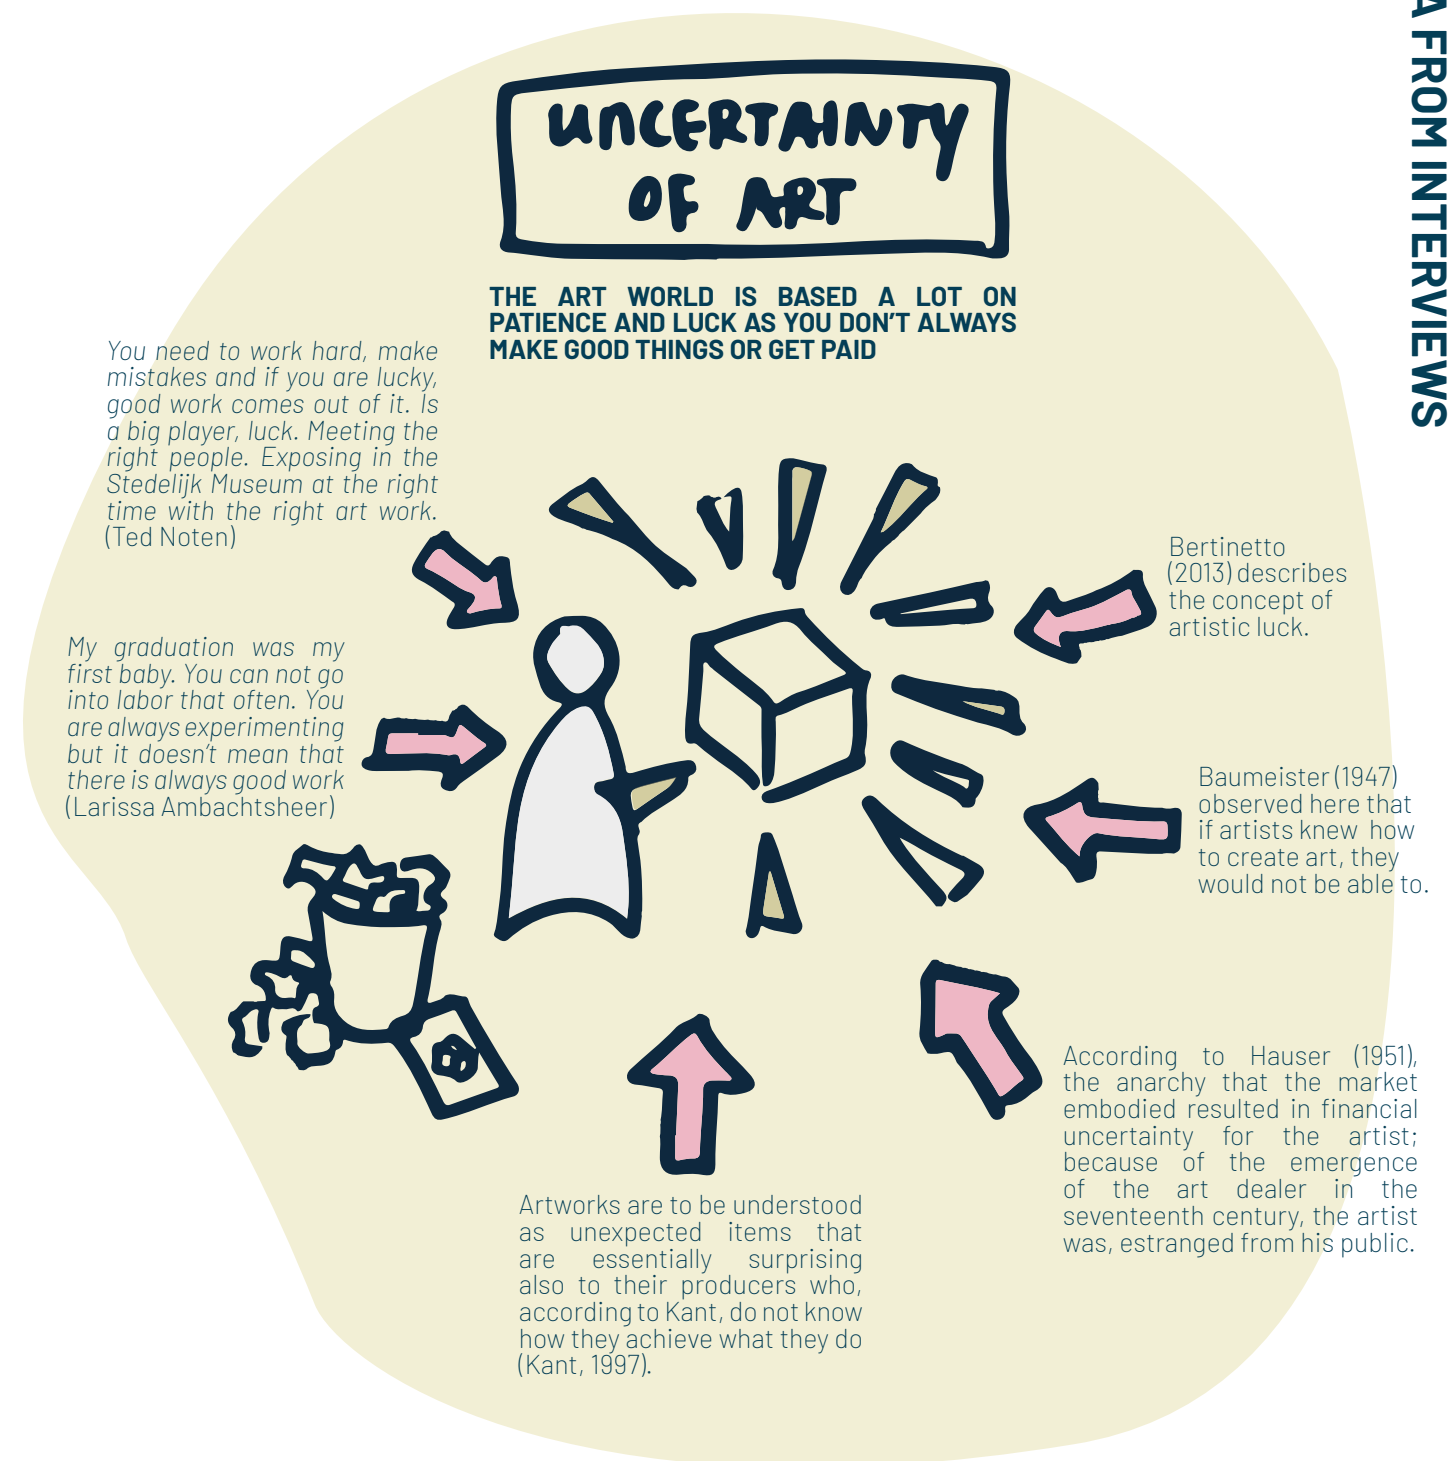 UNCERTAINTY
OF ART
THE ART WORLD IS BASED A LOT ON
PATIENCE AND LUCK AS YOU DON'T ALWAYS
MAKE GOOD THINGS OR GET PAID
You need to work hard, make
mistakes and if you are lucky,
good work comes out of it. Is
a big player, luck. Meeting the
right people. Exposing in the
Stedelijk Museum at the right
time with the right art work.
(Ted Noten)
My graduation was my
first baby. You can not go
into labor that often. You
are always experimenting
but it doesn't mean that
there is always good work
(Larissa Ambachtsheer)
Bertinetto
(2013) describes
the concept of
artistic luck.
Baumeister (1947)
observed here that
if artists knew how
to create art, they
would not be able to.
According to Hauser (1951),
the anarchy that the market
embodied resulted in financial
uncertainty for the artist;
because of the emergence
of the art dealer in the
seventeenth century, the artist
was, estranged from his public.
Artworks are to be understood
as unexpected items that
are essentially surprising
also to their producers who,
according to Kant, do not know
how they achieve what they do
(Kant, 1997).
A FROM INTERVIEWS